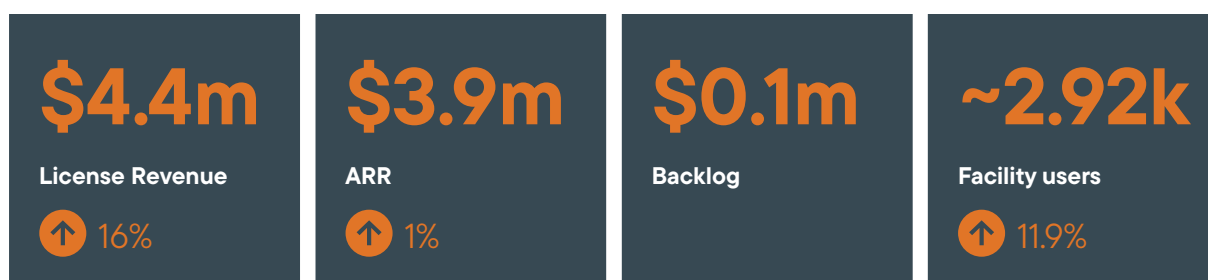 $4.4m
License Revenue
16%
$3.9m
ARR
1%
$0.1m
Backlog
~2.92k
Facility users
11.9%